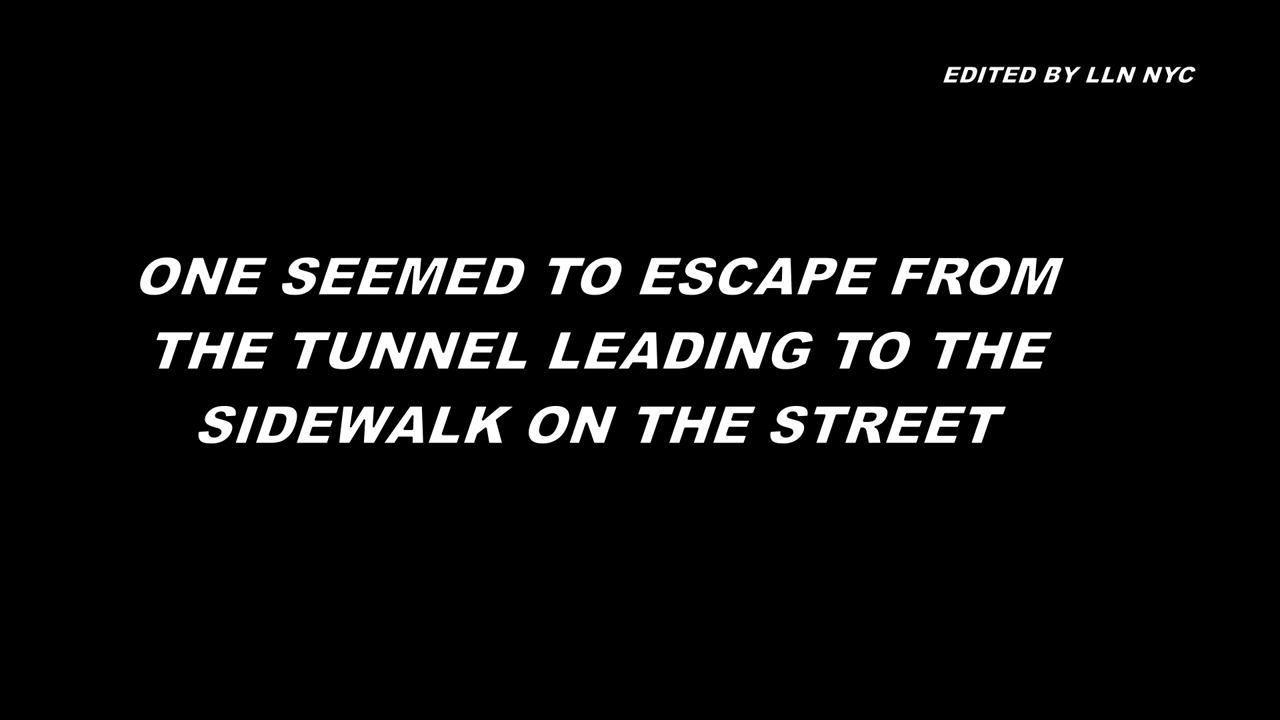 EDITED BY LLN NYC
ONE SEEMED TO ESCAPE FROM
THE TUNNEL LEADING TO THE
SIDEWALK ON THE STREET